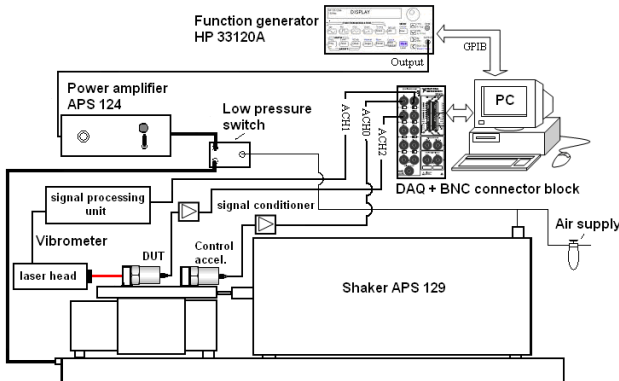 Function generator
HP 33120A
DISPLAY
GPIB
Output
Power amplifier
APS 124
Low pressure
switch
ACH1
ACH0
ACH2
PC
DAQ + BNC connector block
signal processing
unit
signal conditioner
Vibrometer
DUT
Control
accel.
Air supply
laser head
Shaker APS 129